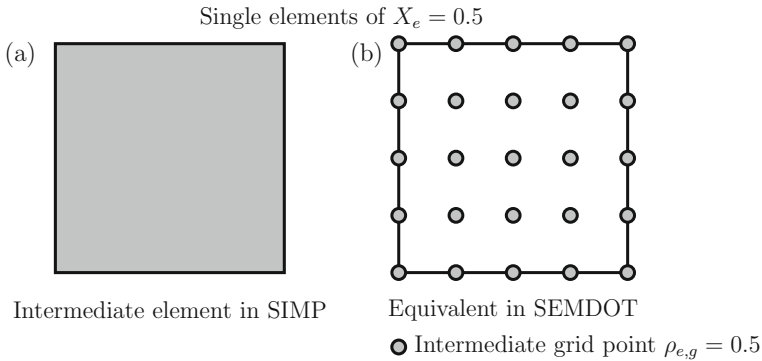 Single elements of $X_e = 0.5$
(a)
(b)
Intermediate element in SIMP
Equivalent in SEMDOT
Intermediate grid point $\rho_{e,g} = 0.5$